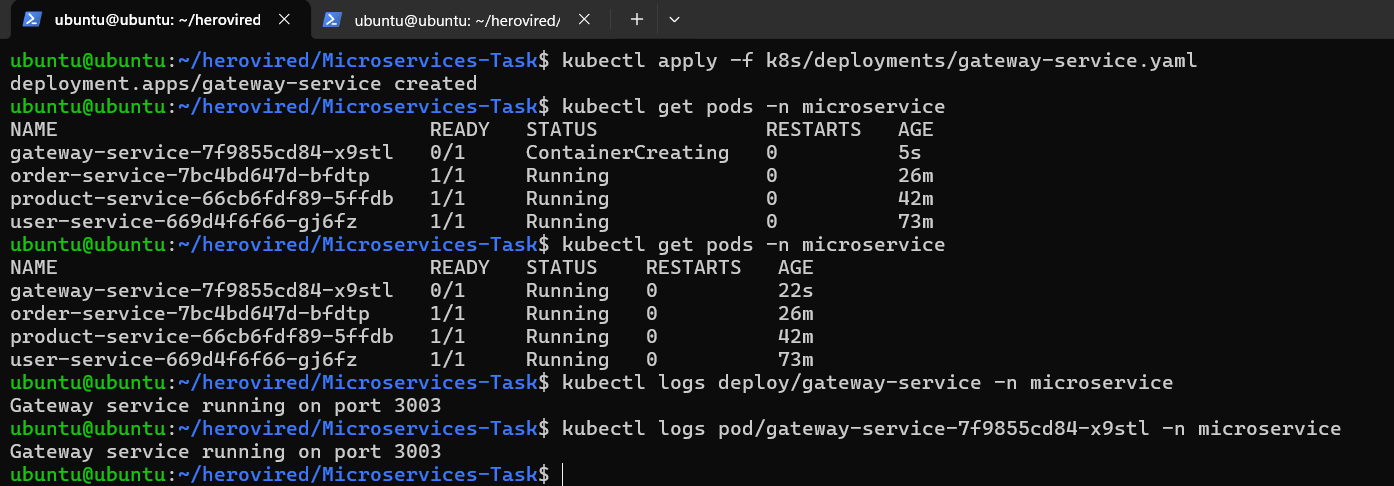 ubuntu@ubuntu: ~/herovired
ubuntu@ubuntu: ~/herovired/
ubuntu@ubuntu:~/herovired/Microservices-Task$ kubectl apply -f k8s/deployments/gateway-service.yaml
deployment.apps/gateway-service created
ubuntu@ubuntu:~/herovired/Microservices-Task$ kubectl get pods -n microservice
NAME                               READY   STATUS              RESTARTS   AGE
gateway-service-7f9855cd84-x9stl   0/1     ContainerCreating   0          5s
order-service-7bc4bd647d-bfdtp     1/1     Running             0          26m
product-service-66cb6fdf89-5ffdb   1/1     Running             0          42m
user-service-669d4f6f66-gj6fz      1/1     Running             0          73m
ubuntu@ubuntu:~/herovired/Microservices-Task$ kubectl get pods -n microservice
NAME                               READY   STATUS    RESTARTS   AGE
gateway-service-7f9855cd84-x9stl   0/1     Running   0          22s
order-service-7bc4bd647d-bfdtp     1/1     Running   0          26m
product-service-66cb6fdf89-5ffdb   1/1     Running   0          42m
user-service-669d4f6f66-gj6fz      1/1     Running   0          73m
ubuntu@ubuntu:~/herovired/Microservices-Task$ kubectl logs deploy/gateway-service -n microservice
Gateway service running on port 3003
ubuntu@ubuntu:~/herovired/Microservices-Task$ kubectl logs pod/gateway-service-7f9855cd84-x9stl -n microservice
Gateway service running on port 3003
ubuntu@ubuntu:~/herovired/Microservices-Task$